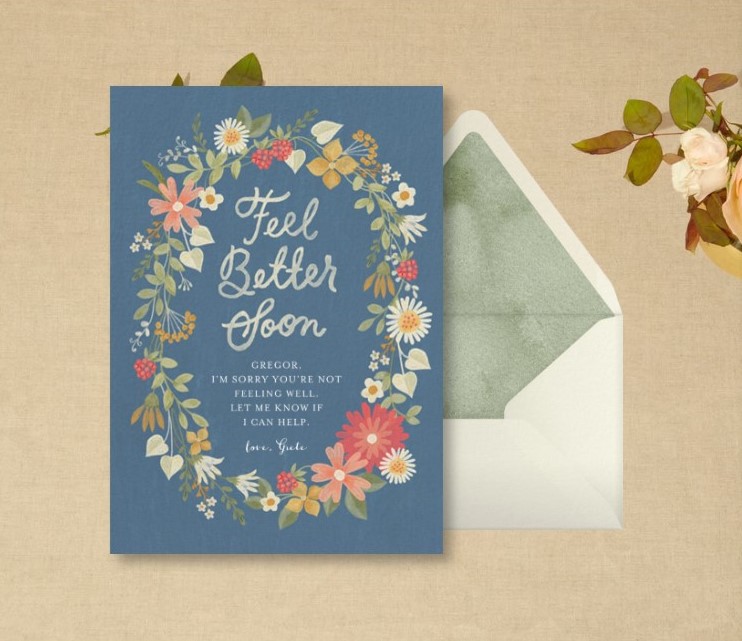 Feel
Better
Soon
GREGOR.
I'M SORRY YOU'RE NOT
FEELING WELL.
LET ME KNOW IF
I CAN HELP.
love, Grete